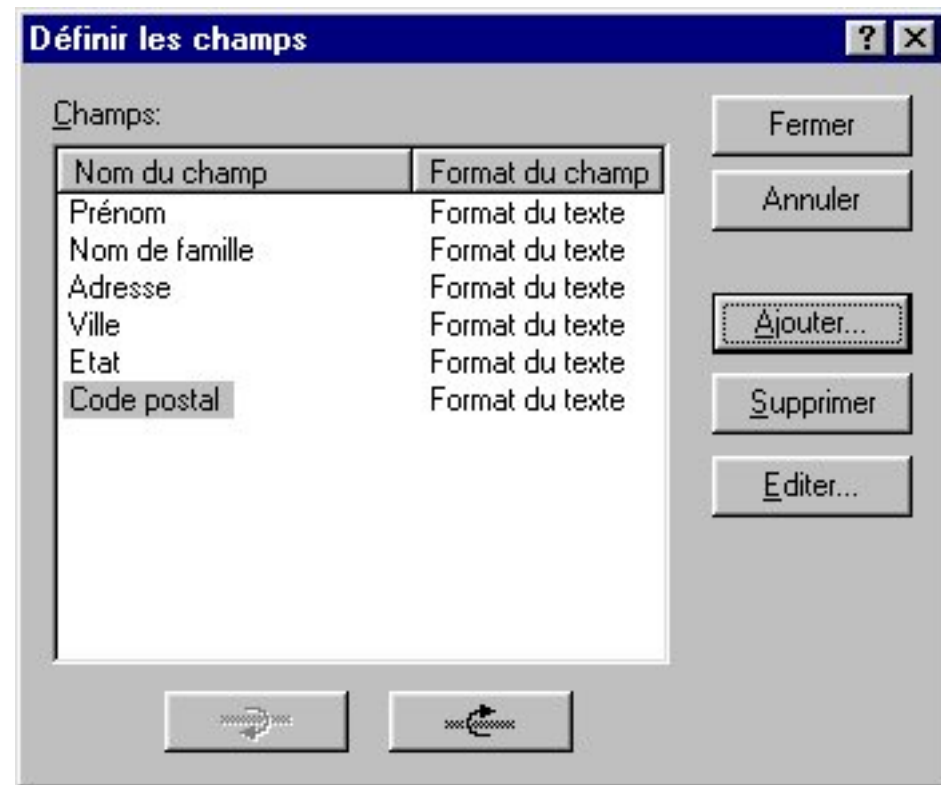 Définir les champs
Champs:
Fermer
Nom du champ Format du champ
Annuler
Prénom Format du texte
Nom de famille Format du texte
Adresse Format du texte
Ville Format du texte
Ajouter...
Etat Format du texte
Code postal Format du texte
Supprimer
Editer...